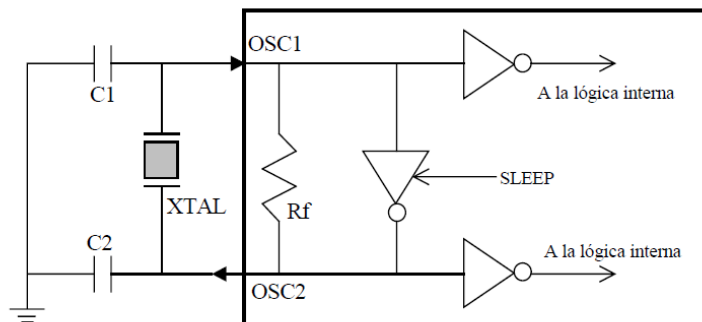 OSC1
C1
A la lógica interna
XTAL
Rf
SLEEP
C2
A la lógica interna
OSC2